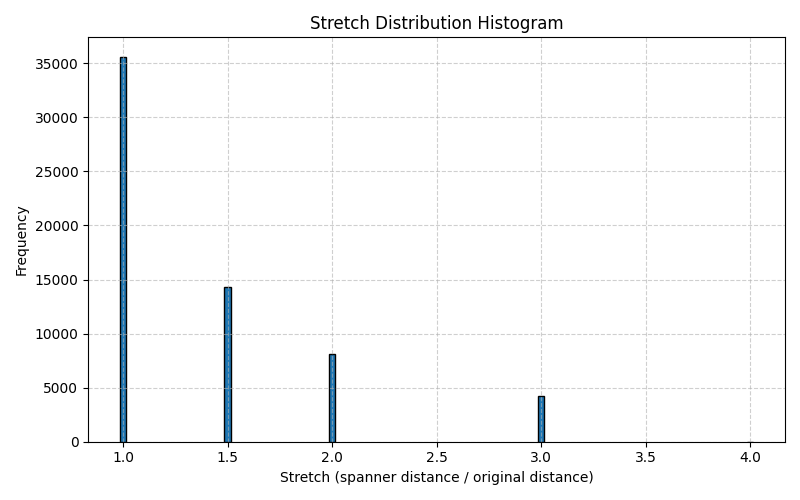 Stretch Distribution Histogram
Frequency
35000
30000
25000
20000
15000
10000
5000
0
1.0 1.5 2.0 2.5 3.0 3.5 4.0
Stretch (spanner distance / original distance)